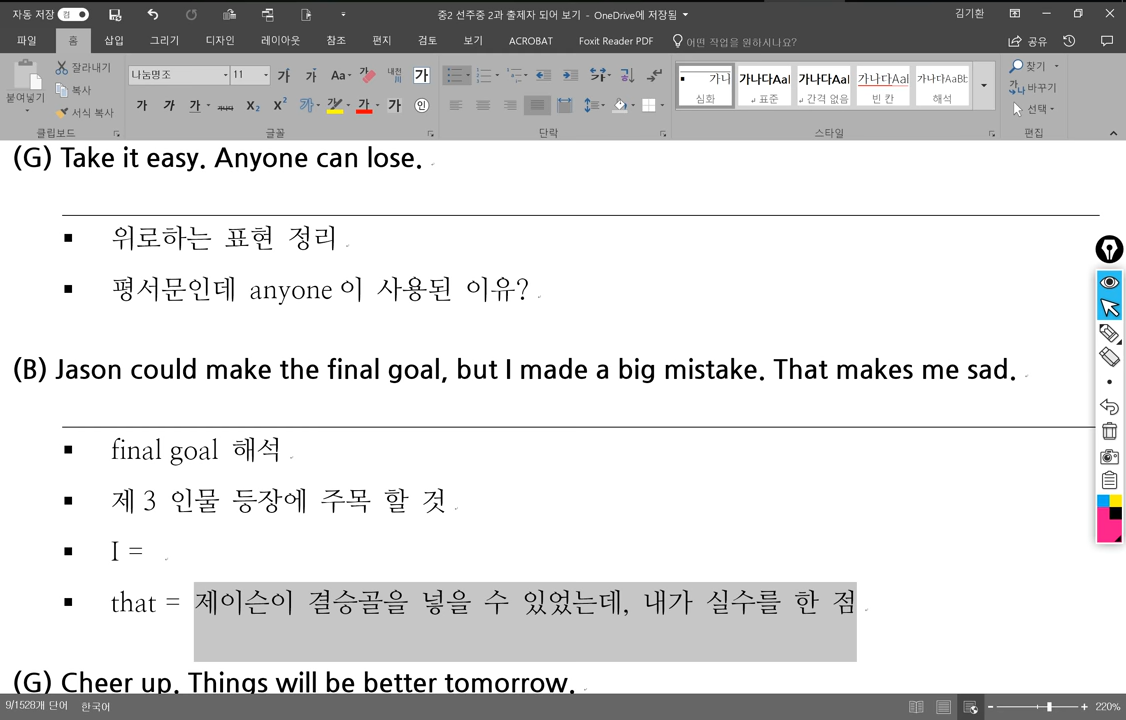 자동 저장 컴 중2 선주중 2과 출제자 되어 보기 - OneDrive에 저장됨 김기환
파일 홈 삽입 그리기 디자인 레이아웃 참조 편지 검토 보기 ACROBAT Foxit Reader PDF 어떤 작업을 원하시나요? 공유
붙여넣기 잘라내기 복사 서식 복사
나눔명조 11
가나 심화 가나다AaI 표준 가나다AaI 간격 없음 가나다AaI 빈 칸 가나다AaBb 해석
찾기 바꾸기 선택
클립보드 글꼴 단락 스타일 편집
(G) Take it easy. Anyone can lose.
위로하는 표현 정리
평서문인데 anyone이 사용된 이유?
(B) Jason could make the final goal, but I made a big mistake. That makes me sad.
final goal 해석
제3 인물 등장에 주목 할 것
I =
that = 제이슨이 결승골을 넣을 수 있었는데, 내가 실수를 한 점
(G) Cheer up. Things will be better tomorrow.
9/1528개 단어 한국어 220%